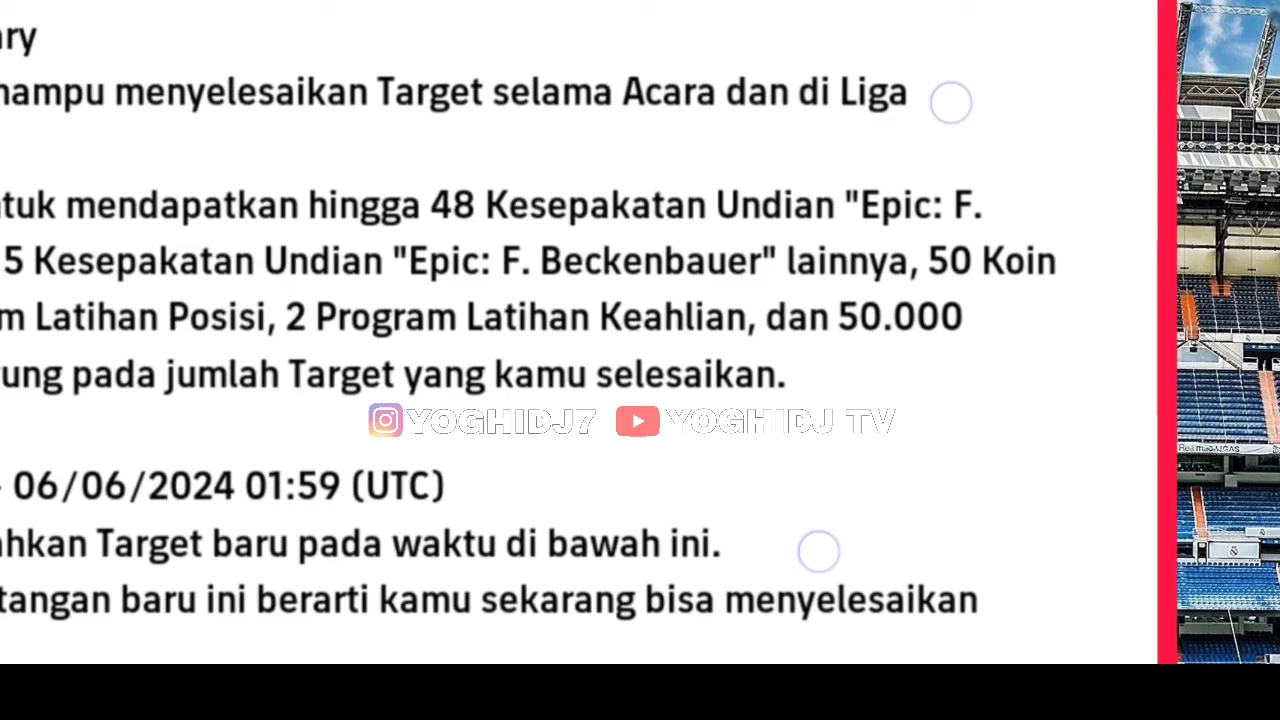 ry
mampu menyelesaikan Target selama Acara dan di Liga
tuk mendapatkan hingga 48 Kesepakatan Undian "Epic: F.
5 Kesepakatan Undian "Epic: F. Beckenbauer" lainnya, 50 Koin
m Latihan Posisi, 2 Program Latihan Keahlian, dan 50.000
ung pada jumlah Target yang kamu selesaikan.
YOGHIDU7 YOGHIDU TV
- 06/06/2024 01:59 (UTC)
hkan Target baru pada waktu di bawah ini.
tangan baru ini berarti kamu sekarang bisa menyelesaikan